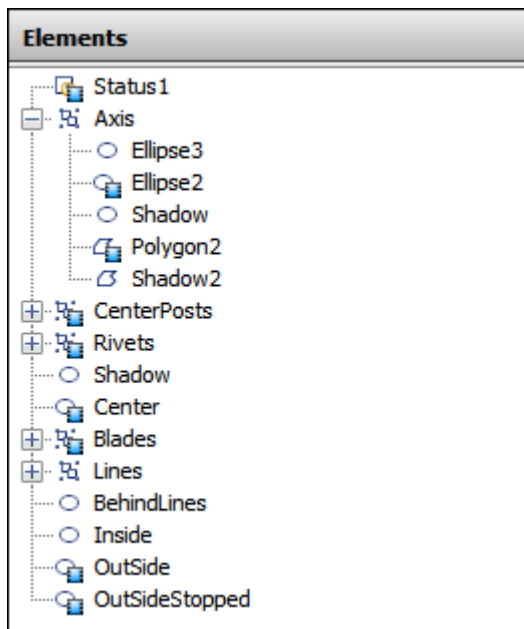 Elements
Status1
Axis
Ellipse3
Ellipse2
Shadow
Polygon2
Shadow2
CenterPosts
Rivets
Shadow
Center
Blades
Lines
BehindLines
Inside
OutSide
OutSideStopped